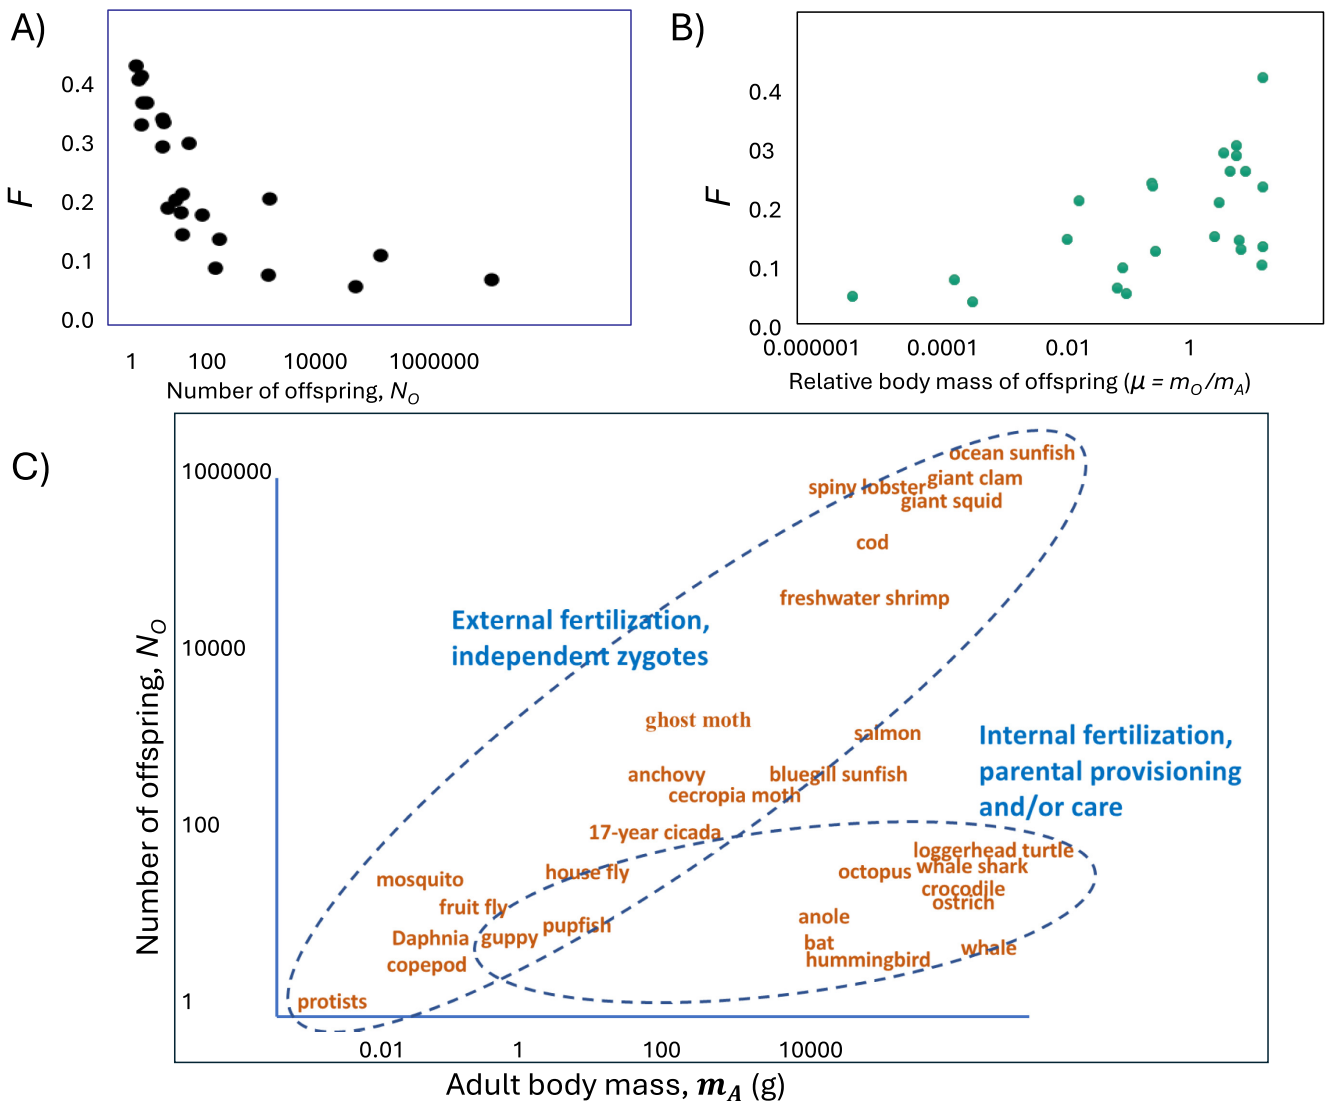 A)
0.4
0.3
0.2
0.1
0.0
F
1 100 10000 1000000
Number of offspring, N_O
B)
0.4
03
0.2
0.1
0.0
F
0.000001 0.0001 0.01 1
Relative body mass of offspring (μ = m_O/m_A)
C)
1000000
10000
100
1
Number of offspring, N_O
ocean sunfish
giant clam
spiny lobster
giant squid
cod
freshwater shrimp
External fertilization,
independent zygotes
ghost moth
salmon
Internal fertilization,
parental provisioning
and/or care
anchovy
bluegill sunfish
cecropia moth
17-year cicada
loggerhead turtle
whale shark
octopus
house fly
mosquito
crocodile
ostrich
fruit fly
anole
pupfish
Daphnia
guppy
bat
whale
hummingbird
copepod
protists
0.01 1 100 10000
Adult body mass, m_A (g)